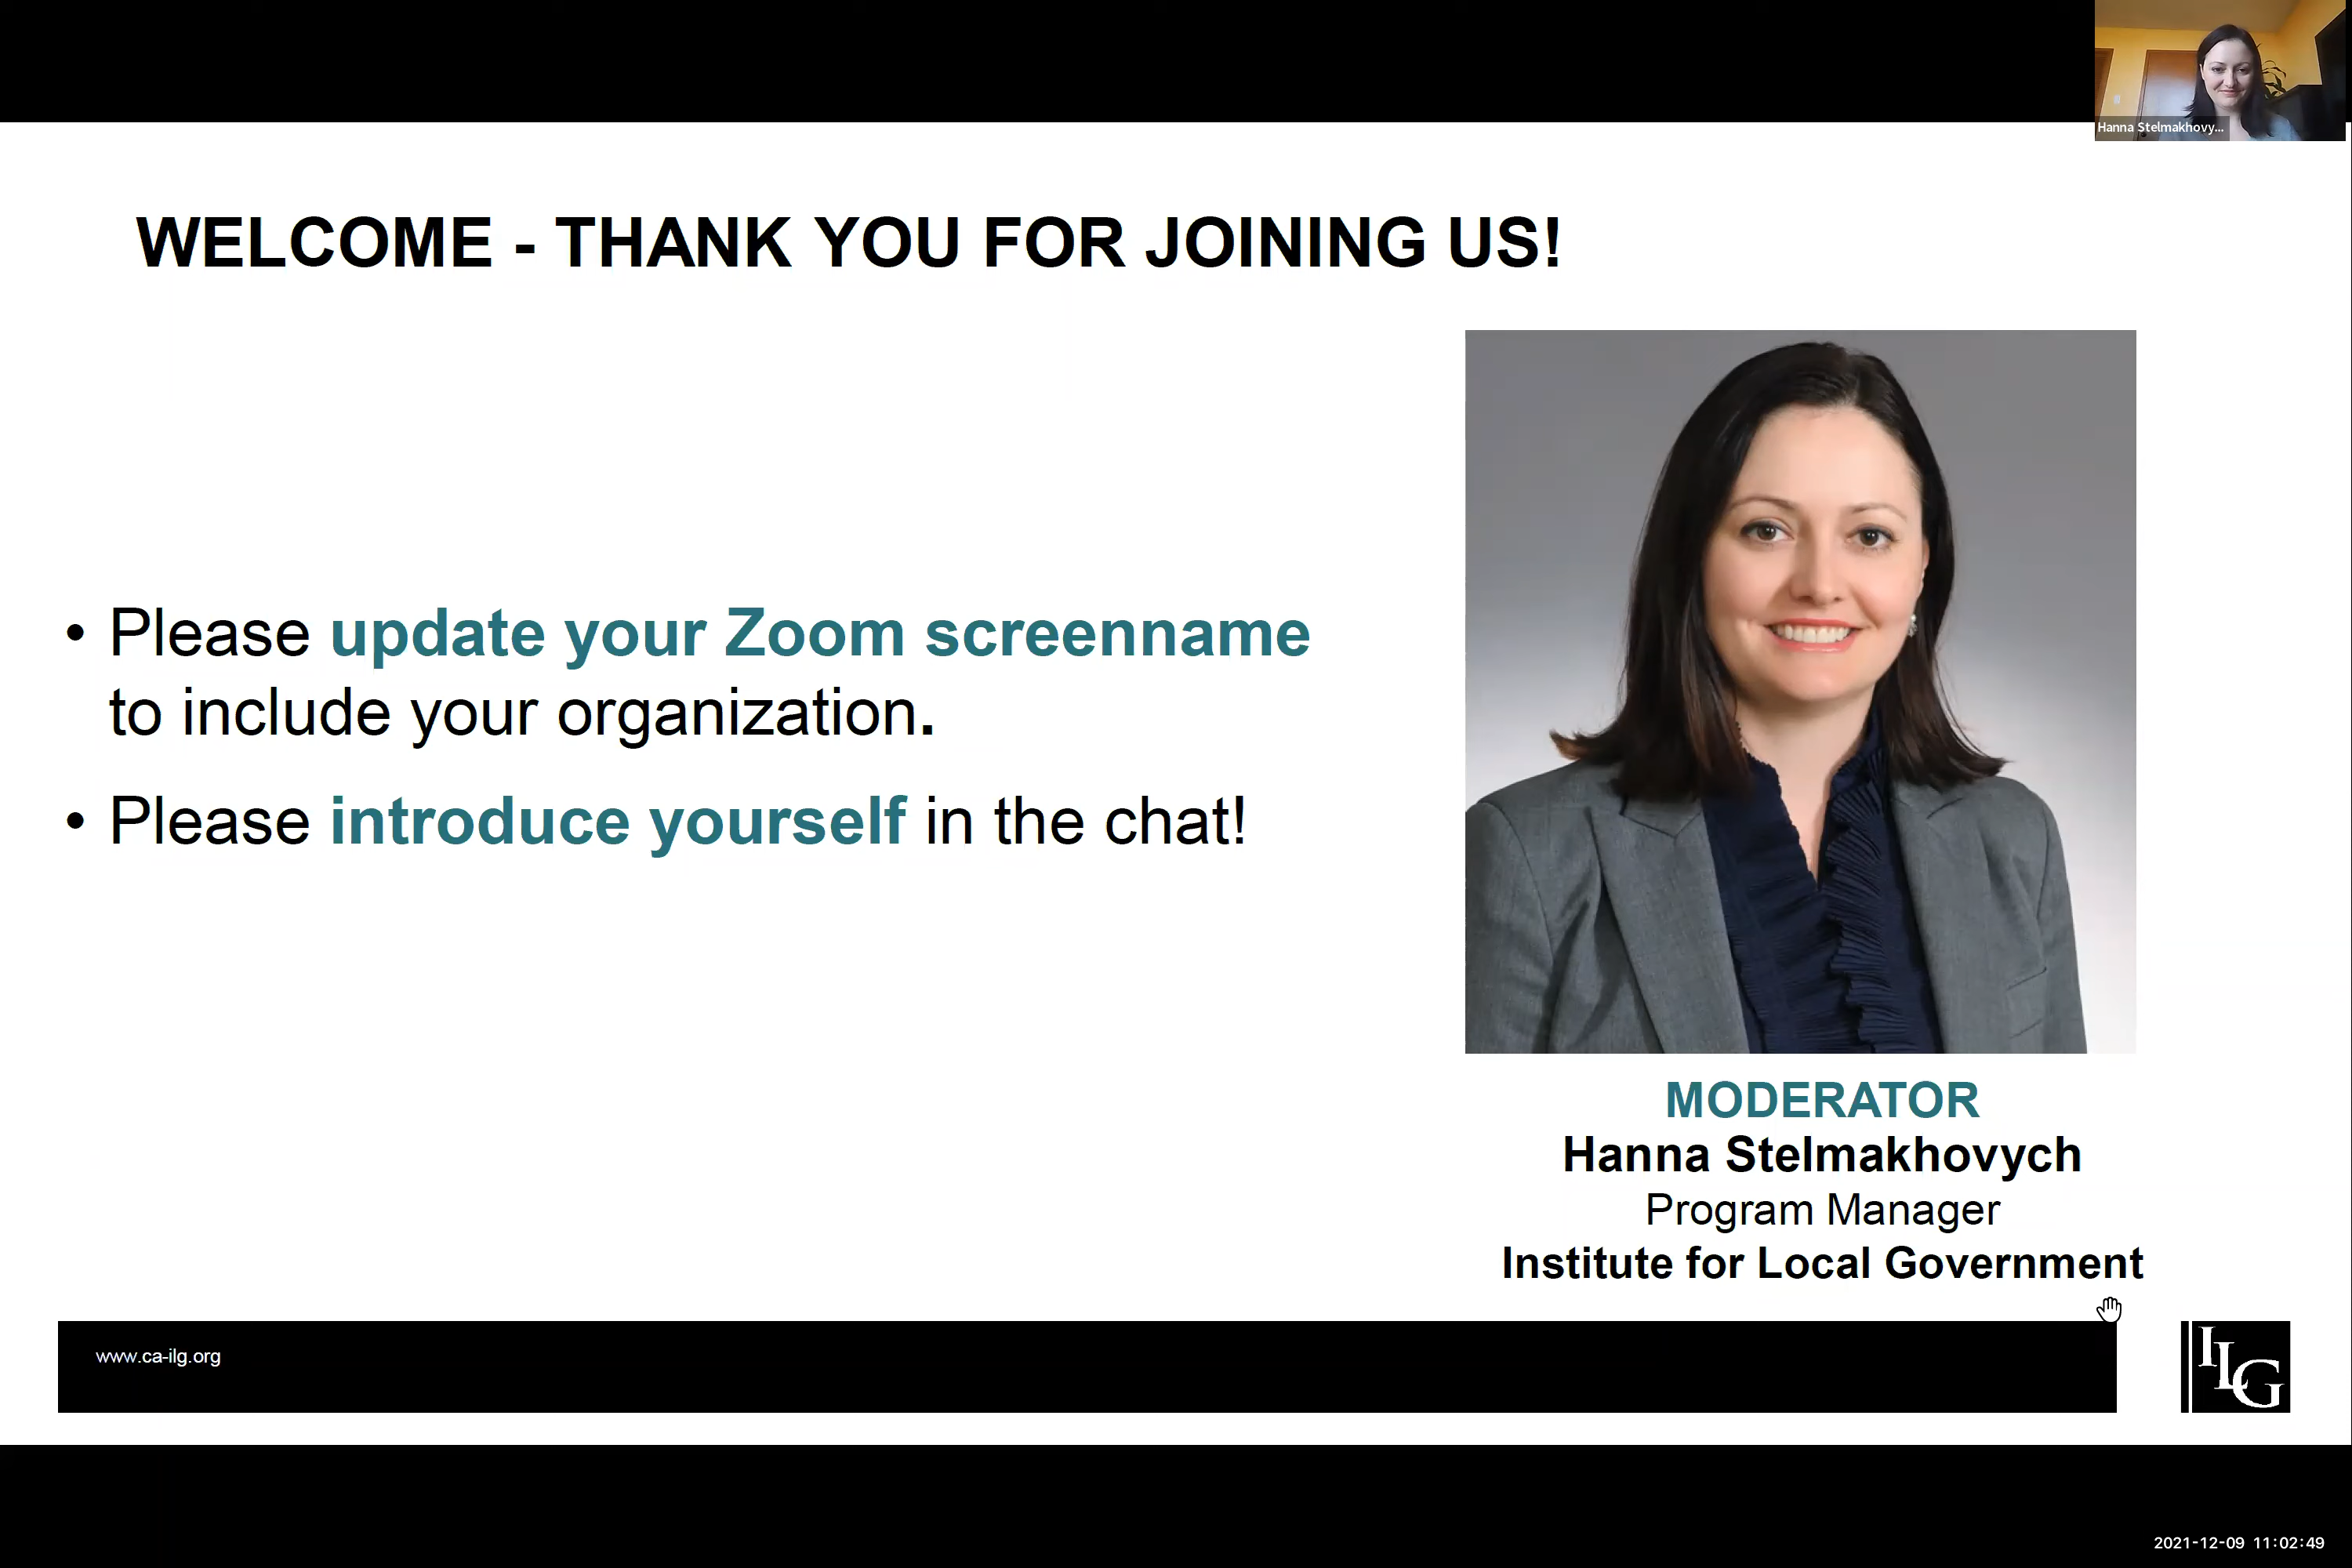 Hanna Stelmakhovy...
WELCOME - THANK YOU FOR JOINING US!
• Please update your Zoom screenname
to include your organization.
• Please introduce yourself in the chat!
MODERATOR
Hanna Stelmakhovych
Program Manager
Institute for Local Government
www.ca-ilg.org
ILG
2021-12-09 11:02:49